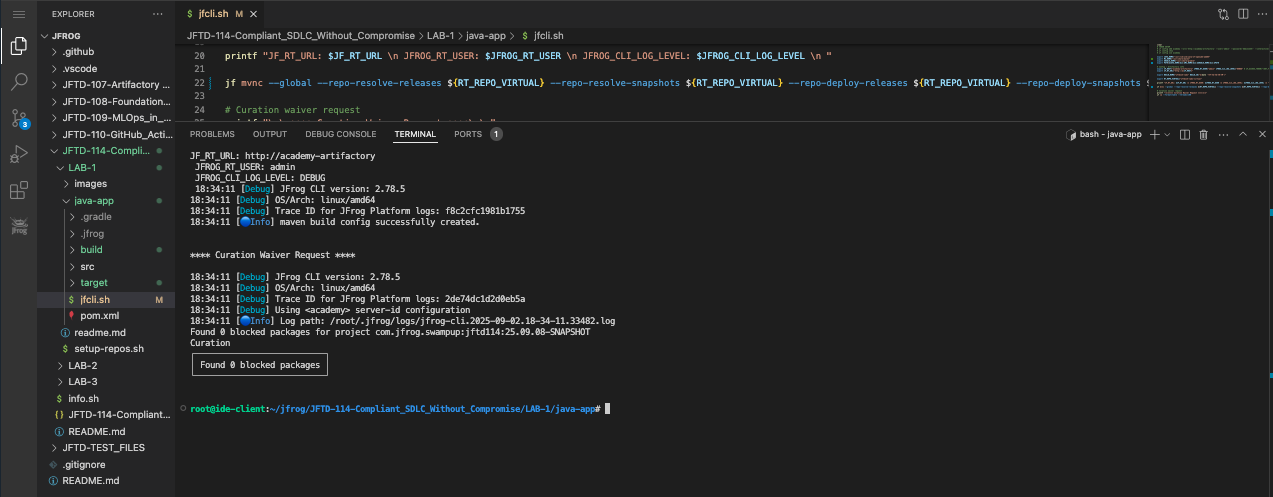 EXPLORER
jfcli.sh M
JFROG
.github
.vscode
JFTD-107-Artifactory ...
JFTD-108-Foundation...
JFTD-109-MLOps_in_...
JFTD-110-GitHub_Acti...
JFTD-114-Compli...
LAB-1
images
java-app
.gradle
.jfrog
build
src
target
$ jfcli.sh M
pom.xml
readme.md
$ setup-repos.sh
LAB-2
LAB-3
$ info.sh
{} JFTD-114-Compliant...
README.md
JFTD-TEST_FILES
.gitignore
README.md
3
JFrog
JFTD-114-Compliant_SDLC_Without_Compromise > LAB-1 > java-app > $ jfcli.sh
20 printf "JF_RT_URL: $JF_RT_URL \n JFROG_RT_USER: $JFROG_RT_USER \n JFROG_CLI_LOG_LEVEL: $JFROG_CLI_LOG_LEVEL \n "
21
22 jf mvnc --global --repo-resolve-releases ${RT_REPO_VIRTUAL} --repo-resolve-snapshots ${RT_REPO_VIRTUAL} --repo-deploy-releases ${RT_REPO_VIRTUAL} --repo-deploy-snapshots
23
24 # Curation waiver request
PROBLEMS OUTPUT DEBUG CONSOLE TERMINAL PORTS 1
bash - java-app
JF_RT_URL: http://academy-artifactory
JFROG_RT_USER: admin
JFROG_CLI_LOG_LEVEL: DEBUG
18:34:11 [Debug] JFrog CLI version: 2.78.5
18:34:11 [Debug] OS/Arch: linux/amd64
18:34:11 [Debug] Trace ID for JFrog Platform logs: f8c2cfc1981b1755
18:34:11 [🔵Info] maven build config successfully created.
**** Curation Waiver Request ****
18:34:11 [Debug] JFrog CLI version: 2.78.5
18:34:11 [Debug] OS/Arch: linux/amd64
18:34:11 [Debug] Trace ID for JFrog Platform logs: 2de74dc1d2d0eb5a
18:34:11 [Debug] Using <academy> server-id configuration
18:34:11 [🔵Info] Log path: /root/.jfrog/logs/jfrog-cli.2025-09-02.18-34-11.33482.log
Found 0 blocked packages for project com.jfrog.swampup:jftd114:25.09.08-SNAPSHOT
Curation
Found 0 blocked packages
root@ide-client:~/jfrog/JFTD-114-Compliant_SDLC_Without_Compromise/LAB-1/java-app#